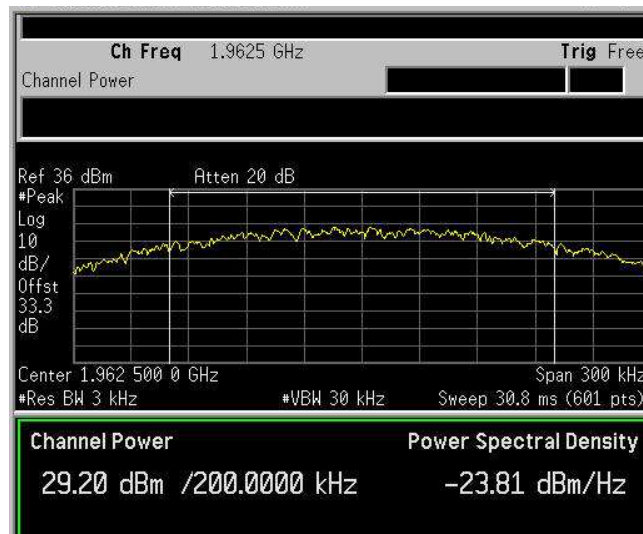 Ch Freq 1.9625 GHz Trig Free
Channel Power
Ref 36 dBm Atten 20 dB
#Peak
Log
10
dB/
Offst
33.3
dB
Center 1.962 500 0 GHz Span 300 kHz
#Res BW 3 kHz #VBW 30 kHz Sweep 30.8 ms (601 pts)
Channel Power Power Spectral Density
29.20 dBm /200.0000 kHz -23.81 dBm/Hz